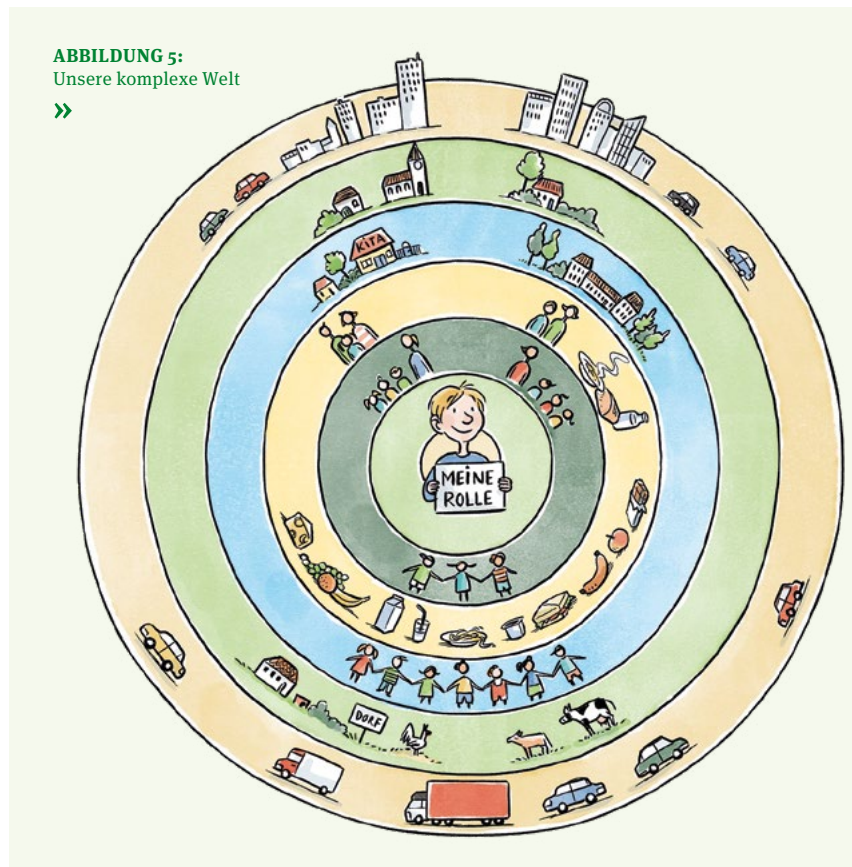 ABBILDUNG 5:
Unsere komplexe Welt
»
KiTA
MEiNE
ROLLE
DORF